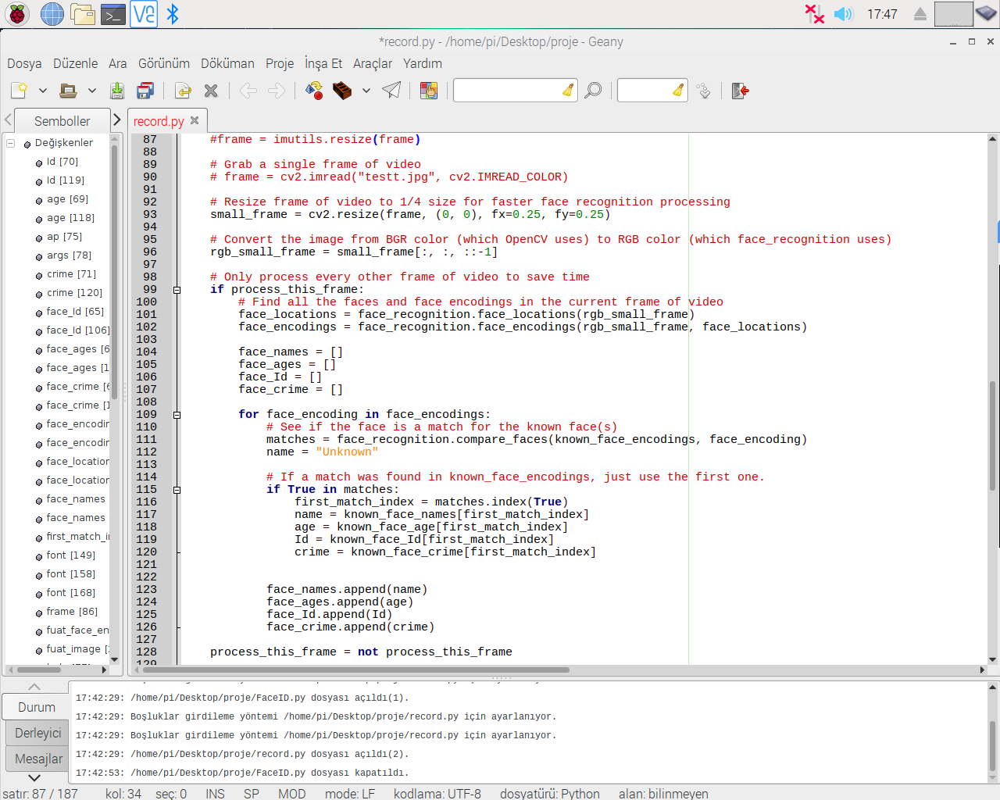 17:47
*record.py - /home/pi/Desktop/proje - Geany
Dosya Düzenle Ara Görünüm Döküman Proje İnşa Et Araçlar Yardım
Semboller
record.py
Değişkenler
Id [70]
Id [119]
age [69]
age [118]
ap [75]
args [78]
crime [71]
crime [120]
face_Id [65]
face_Id [106]
face_ages [6
face_ages [1
face_crime [6
face_crime [1
face_encodin
face_encodin
face_location
face_location
face_names
face_names
first_match_i
font [149]
font [158]
font [168]
frame [86]
fuat_face_en
fuat_image [
87 #frame = imutils.resize(frame)
88
89 # Grab a single frame of video
90 # frame = cv2.imread("testt.jpg", cv2.IMREAD_COLOR)
91
92 # Resize frame of video to 1/4 size for faster face recognition processing
93 small_frame = cv2.resize(frame, (0, 0), fx=0.25, fy=0.25)
94
95 # Convert the image from BGR color (which OpenCV uses) to RGB color (which face_recognition uses)
96 rgb_small_frame = small_frame[:, :, ::-1]
97
98 # Only process every other frame of video to save time
99 if process_this_frame:
100 # Find all the faces and face encodings in the current frame of video
101 face_locations = face_recognition.face_locations(rgb_small_frame)
102 face_encodings = face_recognition.face_encodings(rgb_small_frame, face_locations)
103
104 face_names = []
105 face_ages = []
106 face_Id = []
107 face_crime = []
108
109 for face_encoding in face_encodings:
110 # See if the face is a match for the known face(s)
111 matches = face_recognition.compare_faces(known_face_encodings, face_encoding)
112 name = "Unknown"
113
114 # If a match was found in known_face_encodings, just use the first one.
115 if True in matches:
116 first_match_index = matches.index(True)
117 name = known_face_names[first_match_index]
118 age = known_face_age[first_match_index]
119 Id = known_face_Id[first_match_index]
120 crime = known_face_crime[first_match_index]
121
122
123 face_names.append(name)
124 face_ages.append(age)
125 face_Id.append(Id)
126 face_crime.append(crime)
127
128 process_this_frame = not process_this_frame
129
Durum
Derleyici
Mesajlar
17:42:29: /home/pi/Desktop/proje/FaceID.py dosyası açıldı(1).
17:42:29: Boşluklar girdileme yöntemi /home/pi/Desktop/proje/record.py için ayarlanıyor.
17:42:29: Boşluklar girdileme yöntemi /home/pi/Desktop/proje/record.py için ayarlanıyor.
17:42:29: /home/pi/Desktop/proje/record.py dosyası açıldı(2).
17:42:53: /home/pi/Desktop/proje/FaceID.py dosyası kapatıldı.
satır: 87 / 187 kol: 34 seç: 0 INS SP MOD mode: LF kodlama: UTF-8 dosyatürü: Python alan: bilinmeyen